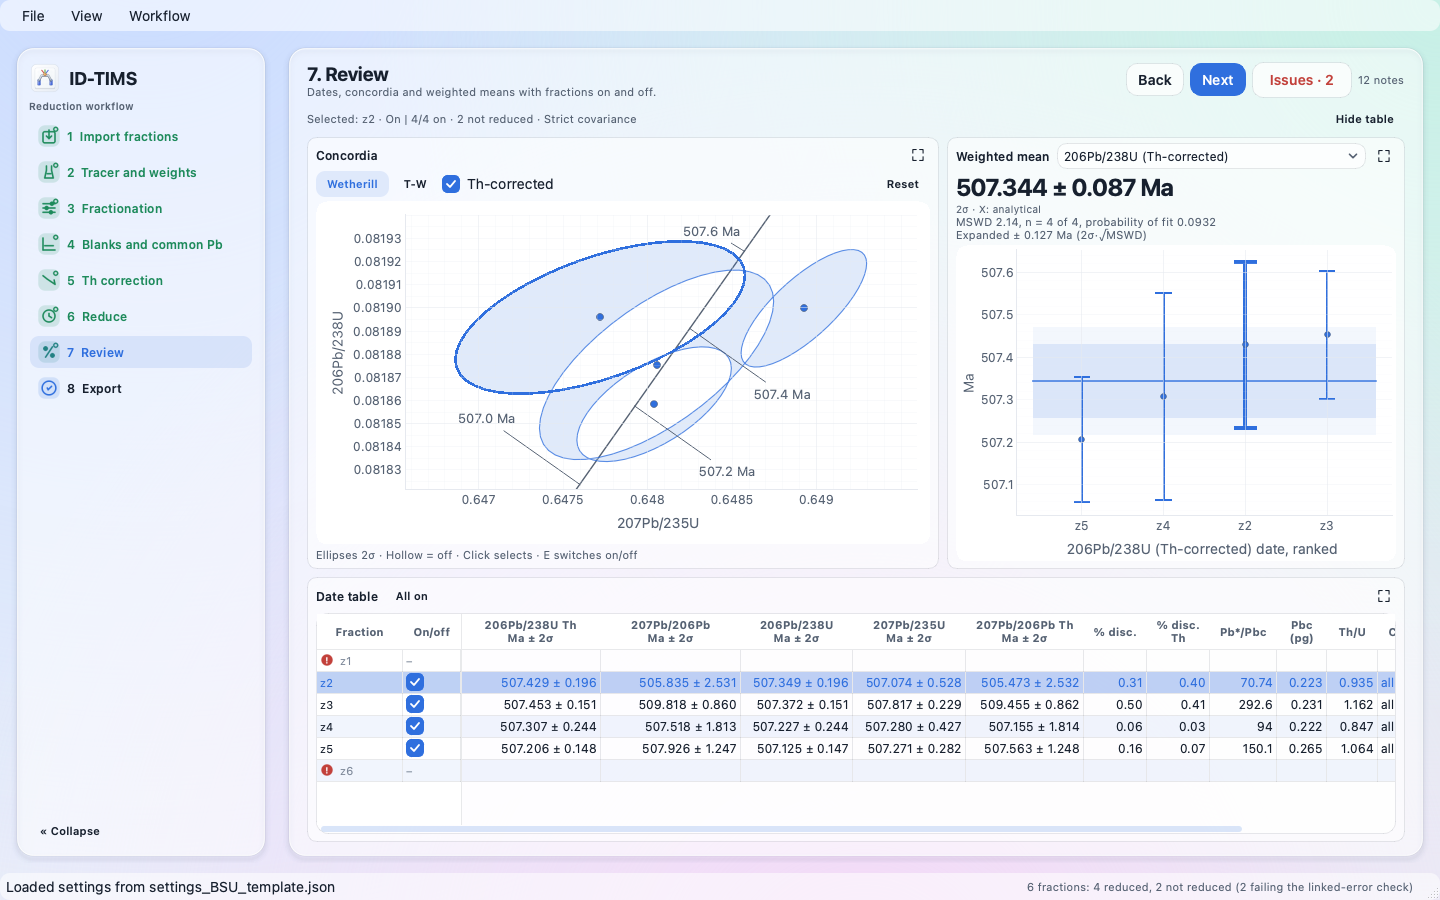 File View Workflow
ID-TIMS
Reduction workflow
1 Import fractions
2 Tracer and weights
3 Fractionation
4 Blanks and common Pb
5 Th correction
6 Reduce
7 Review
8 Export
« Collapse
7. Review
Dates, concordia and weighted means with fractions on and off.
Back Next Issues · 2 12 notes
Selected: z2 · On | 4/4 on · 2 not reduced · Strict covariance
Hide table
Concordia
Wetherill T-W Th-corrected Reset
206Pb/238U
0.08193
0.08192
0.08191
0.08190
0.08189
0.08188
0.08187
0.08186
0.08185
0.08184
0.08183
507.6 Ma
507.4 Ma
507.0 Ma
507.2 Ma
0.647 0.6475 0.648 0.6485 0.649
207Pb/235U
Ellipses 2σ · Hollow = off · Click selects · E switches on/off
Weighted mean 206Pb/238U (Th-corrected)
507.344 ± 0.087 Ma
2σ · X: analytical
MSWD 2.14, n = 4 of 4, probability of fit 0.0932
Expanded ± 0.127 Ma (2σ·√MSWD)
Ma
507.6
507.5
507.4
507.3
507.2
507.1
z5 z4 z2 z3
206Pb/238U (Th-corrected) date, ranked
Date table All on
Fraction On/off 206Pb/238U Th Ma ± 2σ 207Pb/206Pb Ma ± 2σ 206Pb/238U Ma ± 2σ 207Pb/235U Ma ± 2σ 207Pb/206Pb Th Ma ± 2σ % disc. % disc. Th Pb*/Pbc Pbc (pg) Th/U
z1 –
z2 507.429 ± 0.196 505.835 ± 2.531 507.349 ± 0.196 507.074 ± 0.528 505.473 ± 2.532 0.31 0.40 70.74 0.223 0.935 all
z3 507.453 ± 0.151 509.818 ± 0.860 507.372 ± 0.151 507.817 ± 0.229 509.455 ± 0.862 0.50 0.41 292.6 0.231 1.162 all
z4 507.307 ± 0.244 507.518 ± 1.813 507.227 ± 0.244 507.280 ± 0.427 507.155 ± 1.814 0.06 0.03 94 0.222 0.847 all
z5 507.206 ± 0.148 507.926 ± 1.247 507.125 ± 0.147 507.271 ± 0.282 507.563 ± 1.248 0.16 0.07 150.1 0.265 1.064 all
z6 –
Loaded settings from settings_BSU_template.json
6 fractions: 4 reduced, 2 not reduced (2 failing the linked-error check)